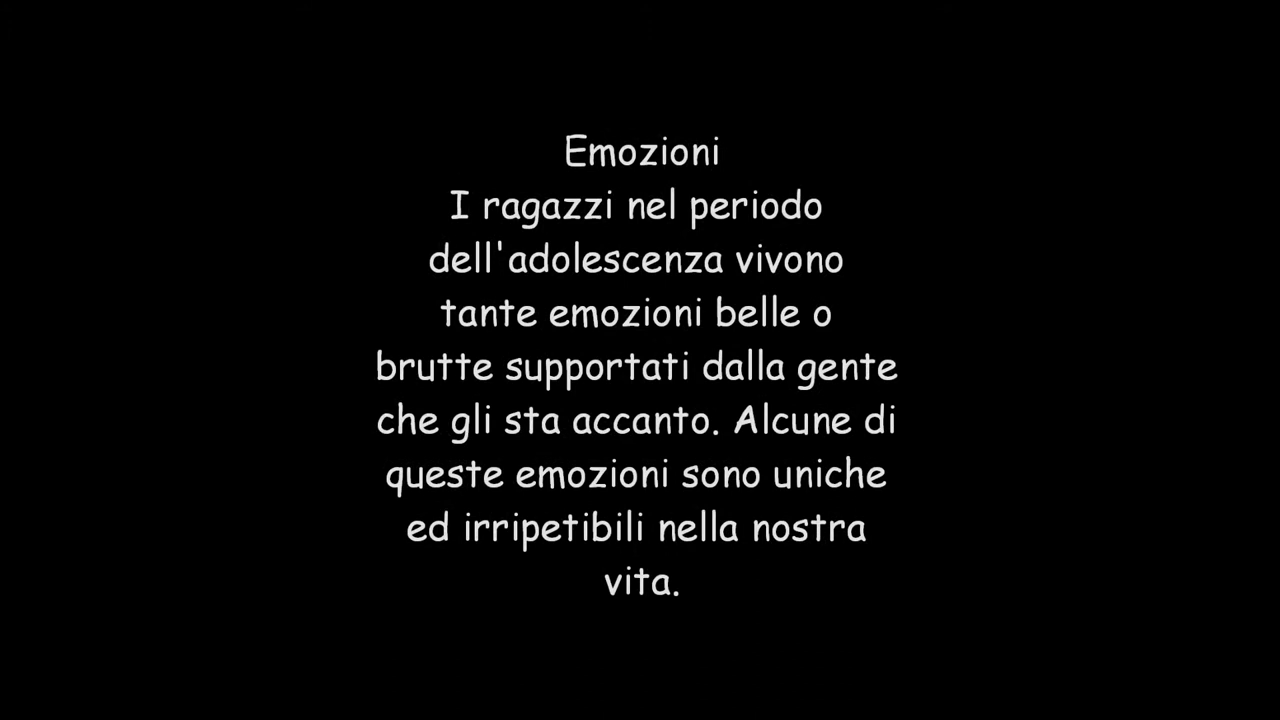 Emozioni
I ragazzi nel periodo
dell'adolescenza vivono
tante emozioni belle o
brutte supportati dalla gente
che gli sta accanto. Alcune di
queste emozioni sono uniche
ed irripetibili nella nostra
vita.